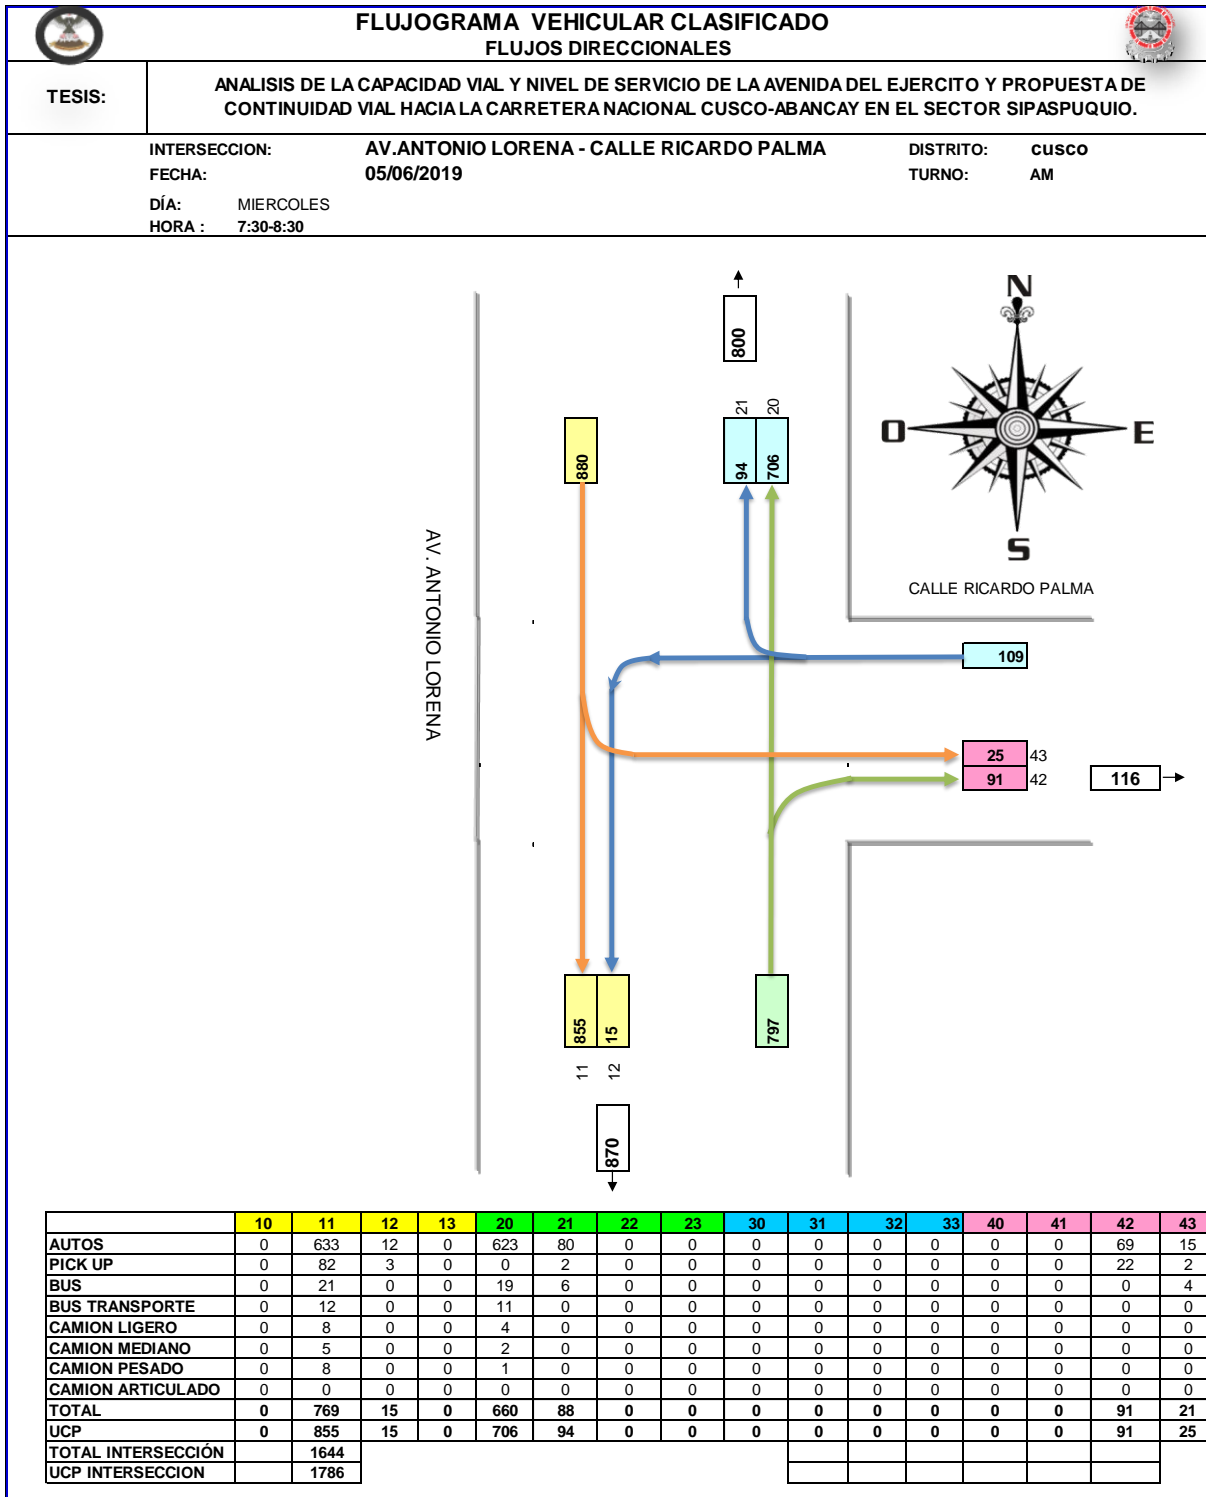 FLUJOGRAMA VEHICULAR CLASIFICADO
FLUJOS DIRECCIONALES
TESIS:
ANALISIS DE LA CAPACIDAD VIAL Y NIVEL DE SERVICIO DE LA AVENIDA DEL EJERCITO Y PROPUESTA DE
CONTINUIDAD VIAL HACIA LA CARRETERA NACIONAL CUSCO-ABANCAY EN EL SECTOR SIPASPUQUIO.
INTERSECCION: AV.ANTONIO LORENA - CALLE RICARDO PALMA DISTRITO: cusco
FECHA: 05/06/2019 TURNO: AM
DÍA: MIERCOLES
HORA : 7:30-8:30
N
800
21 20
880
94 706
O E
S
AV. ANTONIO LORENA
CALLE RICARDO PALMA
109
25 43
91 42 116
855 15 797
11 12
870
10 11 12 13 20 21 22 23 30 31 32 33 40 41 42 43
AUTOS 0 633 12 0 623 80 0 0 0 0 0 0 0 0 69 15
PICK UP 0 82 3 0 0 2 0 0 0 0 0 0 0 0 22 2
BUS 0 21 0 0 19 6 0 0 0 0 0 0 0 0 0 4
BUS TRANSPORTE 0 12 0 0 11 0 0 0 0 0 0 0 0 0 0 0
CAMION LIGERO 0 8 0 0 4 0 0 0 0 0 0 0 0 0 0 0
CAMION MEDIANO 0 5 0 0 2 0 0 0 0 0 0 0 0 0 0 0
CAMION PESADO 0 8 0 0 1 0 0 0 0 0 0 0 0 0 0 0
CAMION ARTICULADO 0 0 0 0 0 0 0 0 0 0 0 0 0 0 0 0
TOTAL 0 769 15 0 660 88 0 0 0 0 0 0 0 0 91 21
UCP 0 855 15 0 706 94 0 0 0 0 0 0 0 0 91 25
TOTAL INTERSECCIÓN 1644
UCP INTERSECCION 1786